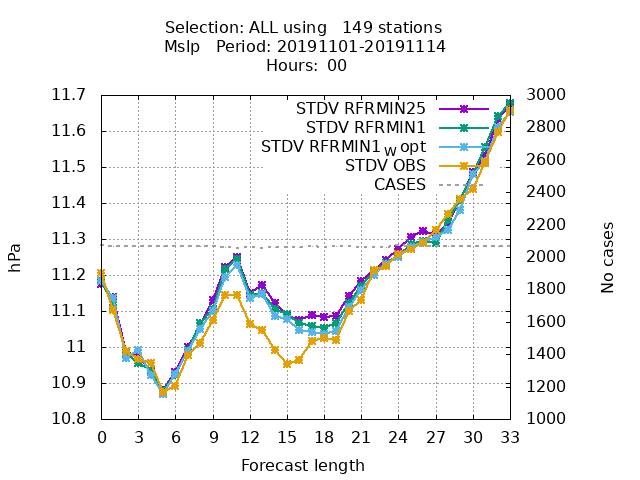 Selection: ALL using   149 stations
Mslp   Period: 20191101-20191114
Hours: 00
STDV RFRMIN25
STDV RFRMIN1
STDV RFRMIN1_w opt
STDV OBS
CASES
hPa
11.7
11.6
11.5
11.4
11.3
11.2
11.1
11
10.9
10.8
No cases
3000
2800
2600
2400
2200
2000
1800
1600
1400
1200
1000
0 3 6 9 12 15 18 21 24 27 30 33
Forecast length